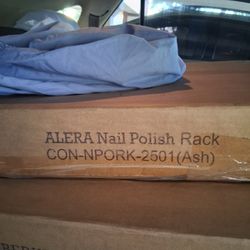 ALERA Nail Polish Rack
CON-NPORK-2501(Ash)